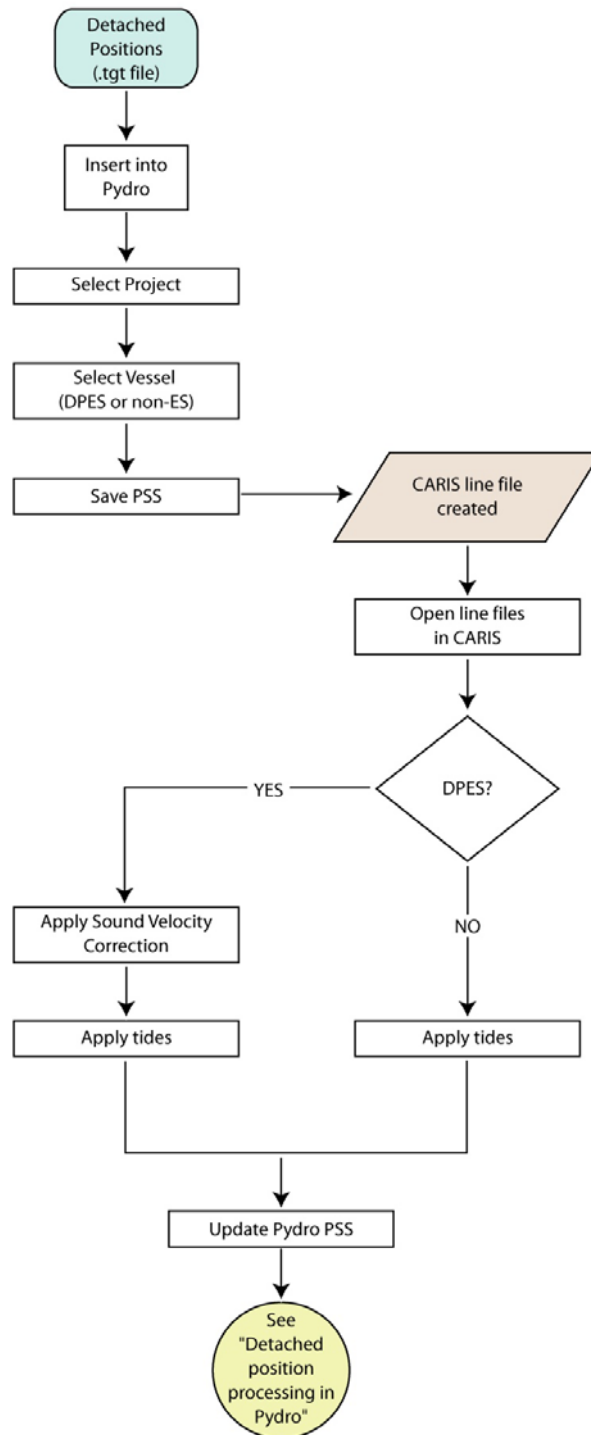 Detached
Positions
(.tgt file)
Insert into
Pydro
Select Project
Select Vessel
(DPES or non-ES)
Save PSS
CARIS line file
created
Open line files
in CARIS
DPES?
YES
NO
Apply Sound Velocity
Correction
Apply tides
Apply tides
Update Pydro PSS
See
"Detached
position
processing in
Pydro"